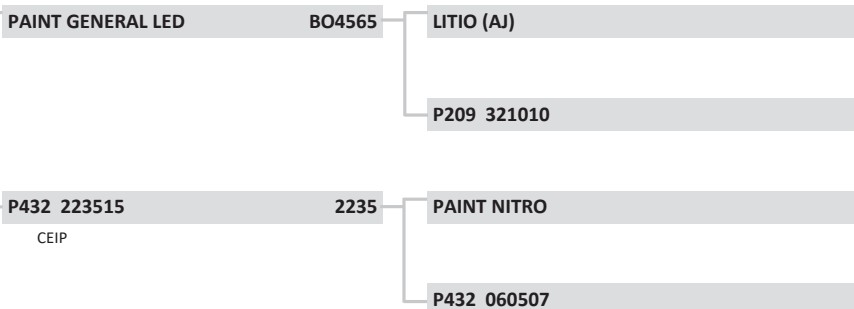 PAINT GENERAL LED BO4565
LITIO (AJ)
P209 321010
P432 223515 2235
CEIP
PAINT NITRO
P432 060507